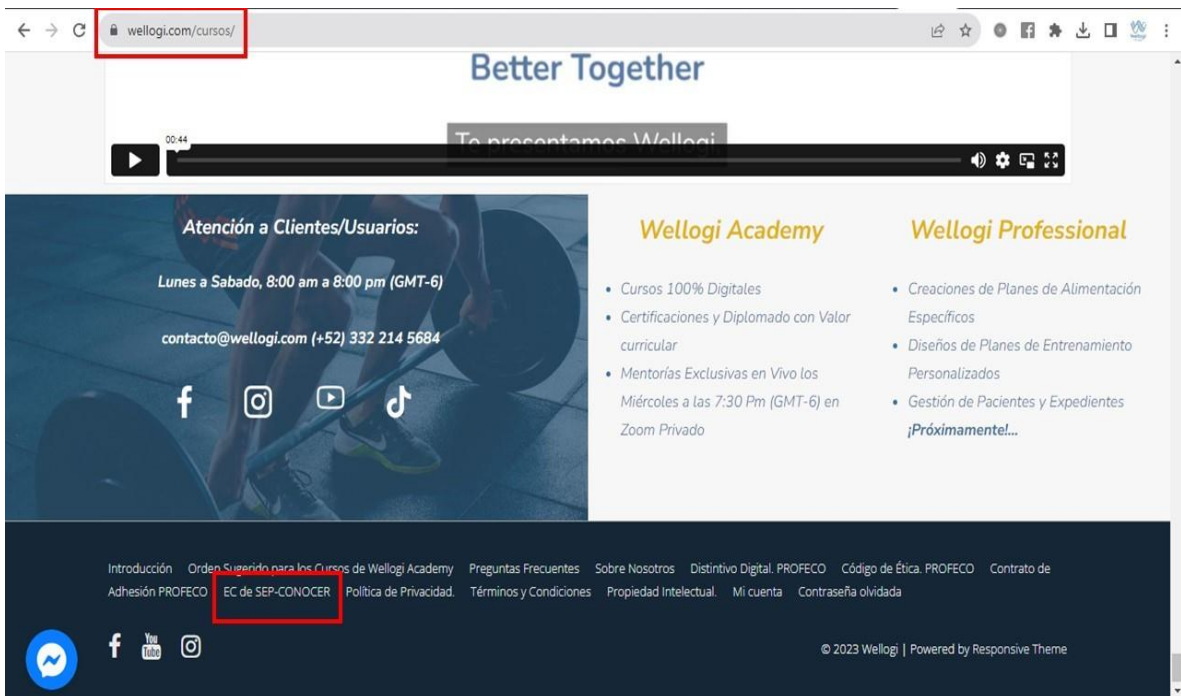 wellogi.com/cursos/
Better Together
Te presentamos Wellogi.
00:44
Atención a Clientes/Usuarios:
Lunes a Sabado, 8:00 am a 8:00 pm (GMT-6)
contacto@wellogi.com (+52) 332 214 5684
Wellogi Academy
• Cursos 100% Digitales
• Certificaciones y Diplomado con Valor
curricular
• Mentorías Exclusivas en Vivo los
Miércoles a las 7:30 Pm (GMT-6) en
Zoom Privado
Wellogi Professional
• Creaciones de Planes de Alimentación
Específicos
• Diseños de Planes de Entrenamiento
Personalizados
• Gestión de Pacientes y Expedientes
¡Próximamente!...
Introducción Orden Sugerido para los Cursos de Wellogi Academy Preguntas Frecuentes Sobre Nosotros Distintivo Digital. PROFECO Código de Ética. PROFECO Contrato de
Adhesión PROFECO EC de SEP-CONOCER Política de Privacidad. Términos y Condiciones Propiedad Intelectual. Mi cuenta Contraseña olvidada
You
Tube
© 2023 Wellogi | Powered by Responsive Theme